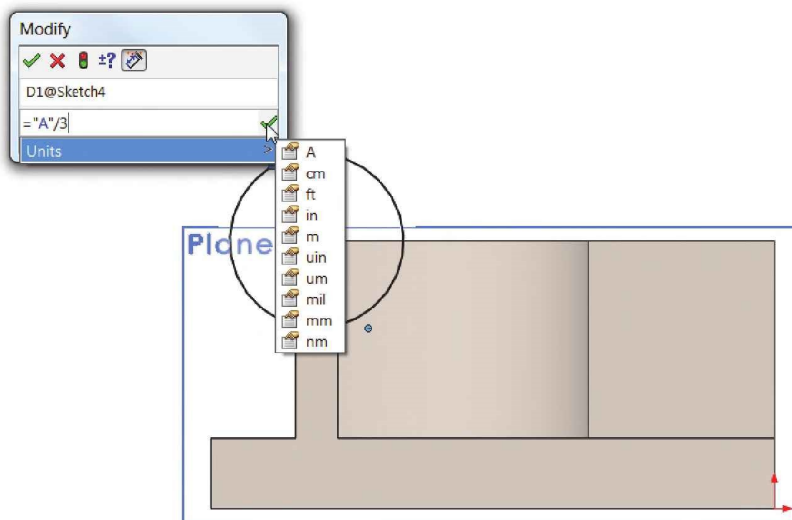 Modify
±?
D1@Sketch4
="A"/3
Units >
A
cm
ft
in
m
uin
um
mil
mm
nm
Plane